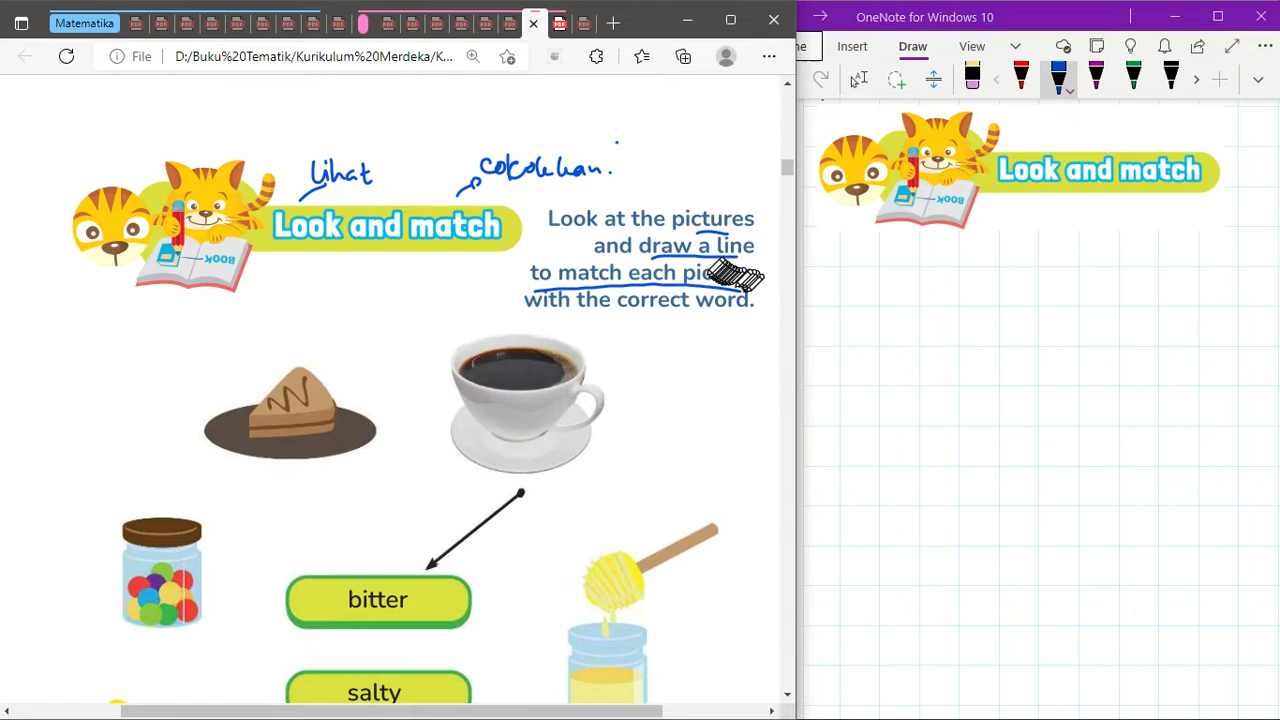 Matematika
OneNote for Windows 10
File
D:/Buku%20Tematik/Kurikulum%20Merdeka/K...
Insert
Draw
View
Lihat
cokokkan.
Look and match
Look at the pictures
and draw a line
to match each
with the correct word.
BOOK
bitter
salty
Look and match
BOOK